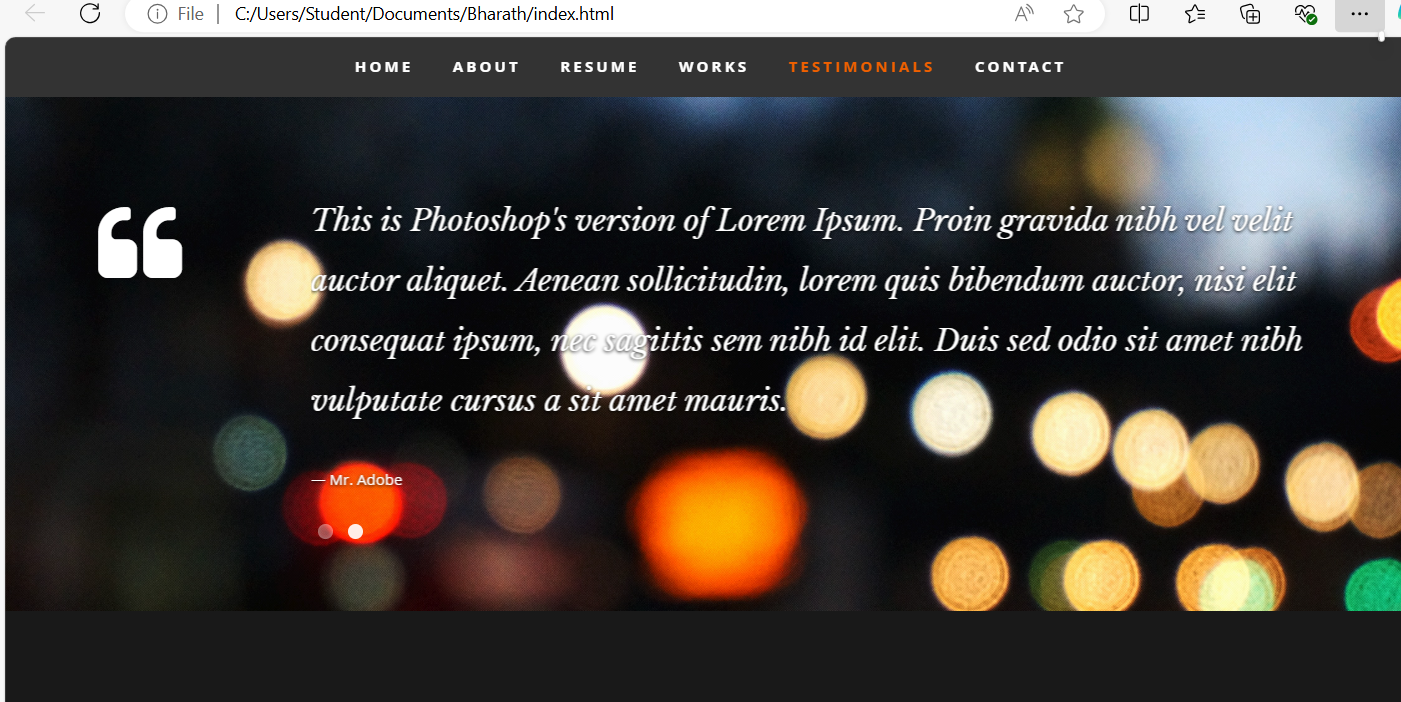 File
C:/Users/Student/Documents/Bharath/index.html
HOME ABOUT RESUME WORKS TESTIMONIALS CONTACT
“
This is Photoshop's version of Lorem Ipsum. Proin gravida nibh vel velit
auctor aliquet. Aenean sollicitudin, lorem quis bibendum auctor, nisi elit
consequat ipsum, nec sagittis sem nibh id elit. Duis sed odio sit amet nibh
vulputate cursus a sit amet mauris.
— Mr. Adobe